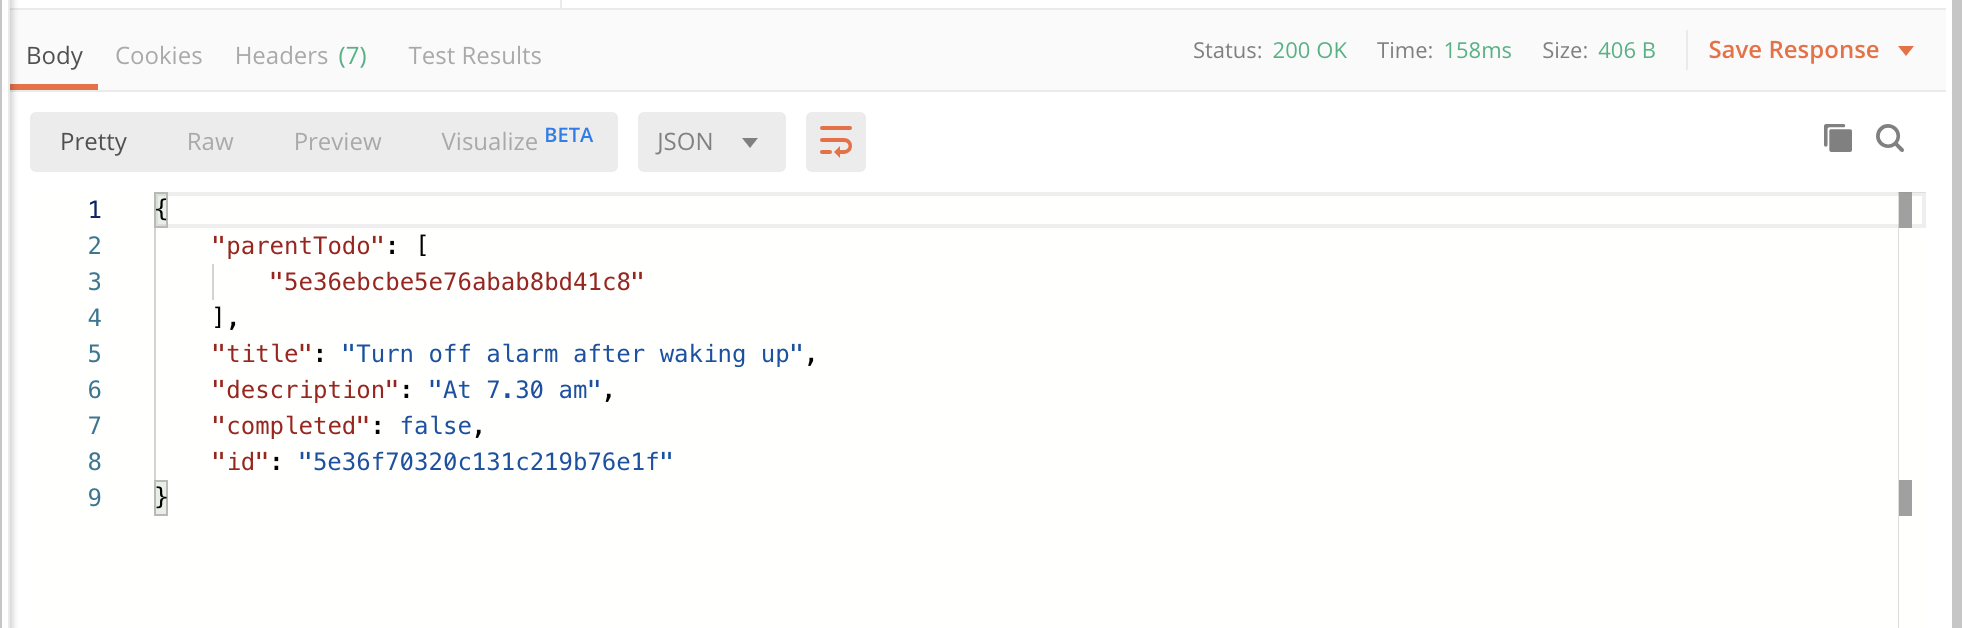 Body Cookies Headers (7) Test Results Status: 200 OK Time: 158ms Size: 406 B Save Response
Pretty Raw Preview Visualize BETA JSON
1 {
2 "parentTodo": [
3 "5e36ebcbe5e76abab8bd41c8"
4 ],
5 "title": "Turn off alarm after waking up",
6 "description": "At 7.30 am",
7 "completed": false,
8 "id": "5e36f70320c131c219b76e1f"
9 }